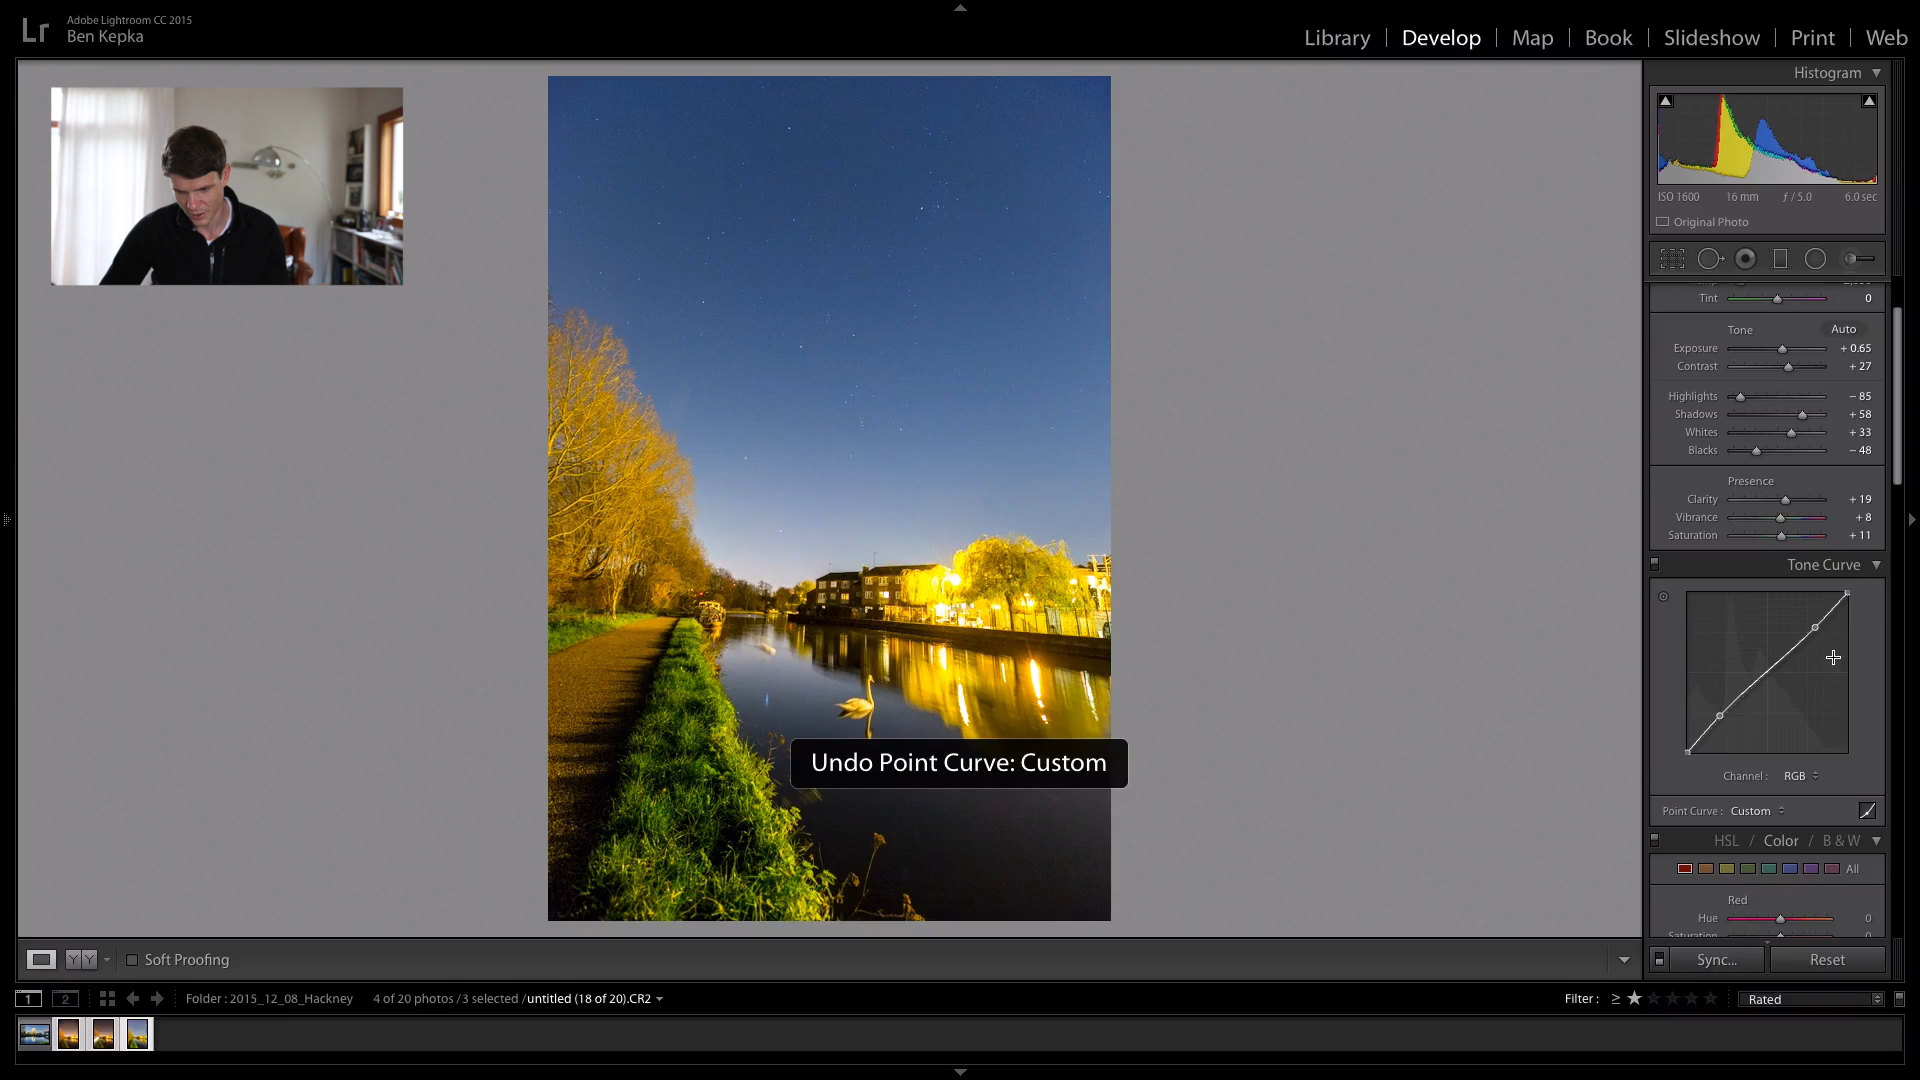 Lr
Adobe Lightroom CC 2015
Ben Kepka
Library | Develop | Map | Book | Slideshow | Print | Web
Histogram
ISO 1600 16 mm ƒ / 5.0 6.0 sec
Original Photo
Tint 0
Tone Auto
Exposure + 0.65
Contrast + 27
Highlights − 85
Shadows + 58
Whites + 33
Blacks − 48
Presence
Clarity + 19
Vibrance + 8
Saturation + 11
Tone Curve
Channel : RGB
Point Curve : Custom
HSL / Color / B & W
All
Red
Hue 0
Saturation 0
Undo Point Curve: Custom
Y Y
Soft Proofing
Sync...
Reset
1
2
Folder : 2015_12_08_Hackney
4 of 20 photos / 3 selected / untitled (18 of 20).CR2
Filter : ≥
Rated